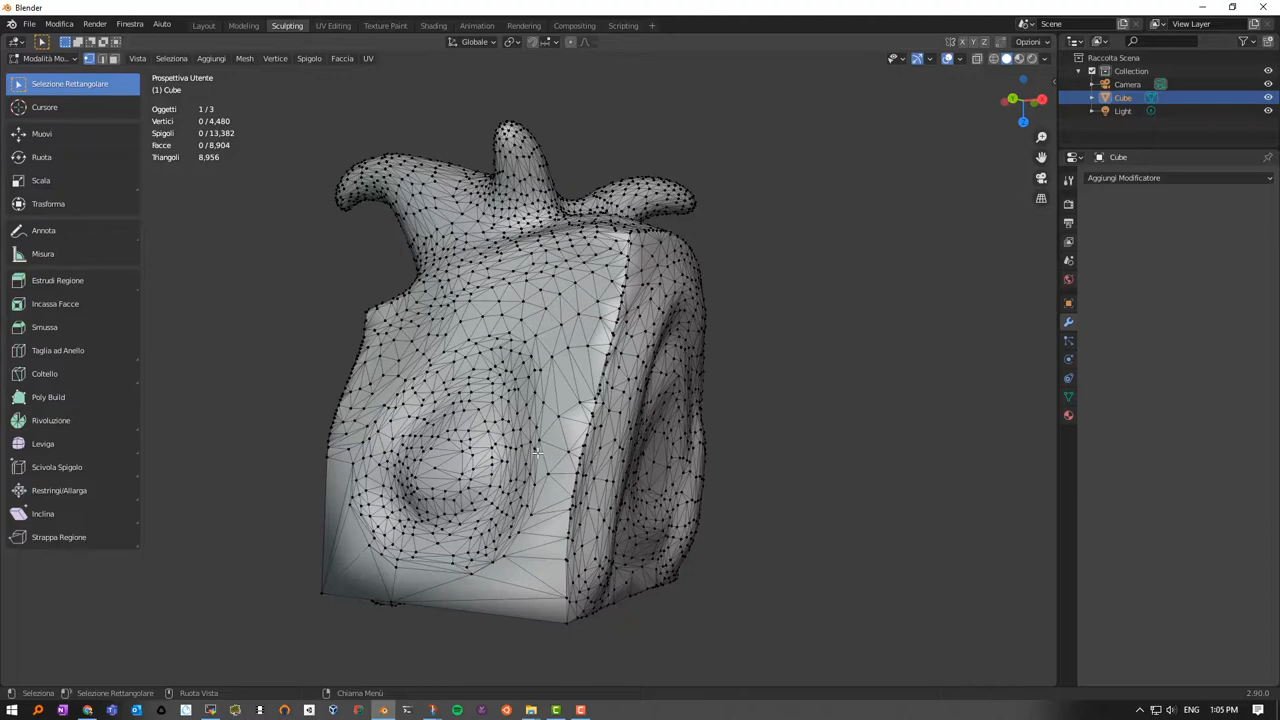 Blender
File Modifica Render Finestra Aiuto Layout Modeling Sculpting UV Editing Texture Paint Shading Animation Rendering Compositing Scripting + Scene View Layer
Globale X Y Z Opzioni
Modalità Mo... Vista Seleziona Aggiungi Mesh Vertice Spigolo Faccia UV
Selezione Rettangolare
Cursore
Muovi
Ruota
Scala
Trasforma
Annota
Misura
Estrudi Regione
Incassa Facce
Smussa
Taglia ad Anello
Coltello
Poly Build
Rivoluzione
Leviga
Scivola Spigolo
Restringi/Allarga
Inclina
Strappa Regione
Prospettiva Utente
(1) Cube
Oggetti 1 / 3
Vertici 0 / 4,480
Spigoli 0 / 13,382
Facce 0 / 8,904
Triangoli 8,956
Y X
Z
Raccolta Scena
Collection
Camera
Cube
Light
Cube
Aggiungi Modificatore
Seleziona Selezione Rettangolare Ruota Vista Chiama Menù 2.90.0
ENG 1:05 PM